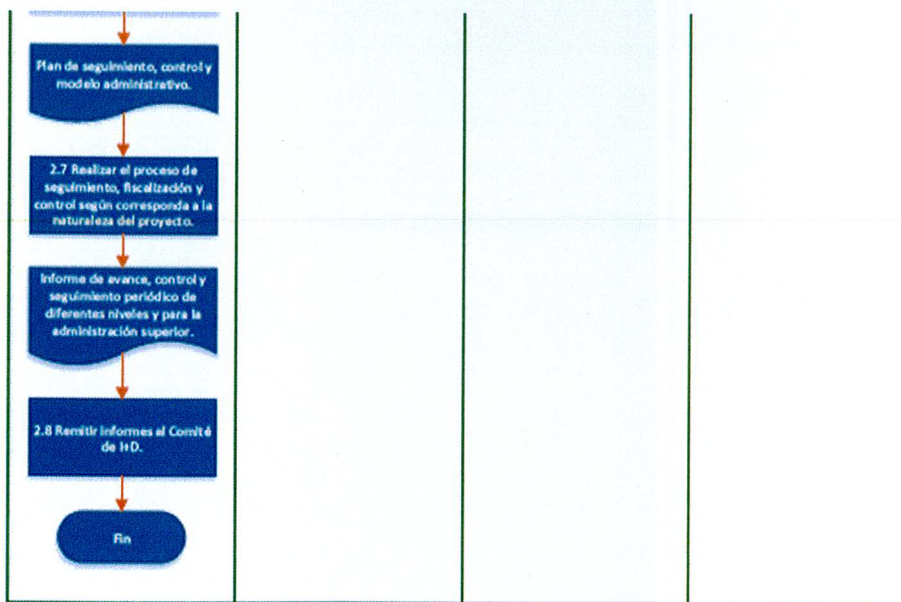 Plan de seguimiento, control y
modelo administrativo.
2.7 Realizar el proceso de
seguimiento, fiscalización y
control según corresponda a la
naturaleza del proyecto.
Informe de avance, control y
seguimiento periódico de
diferentes niveles y para la
administración superior.
2.8 Remitir informes al Comité
de I+D.
Fin